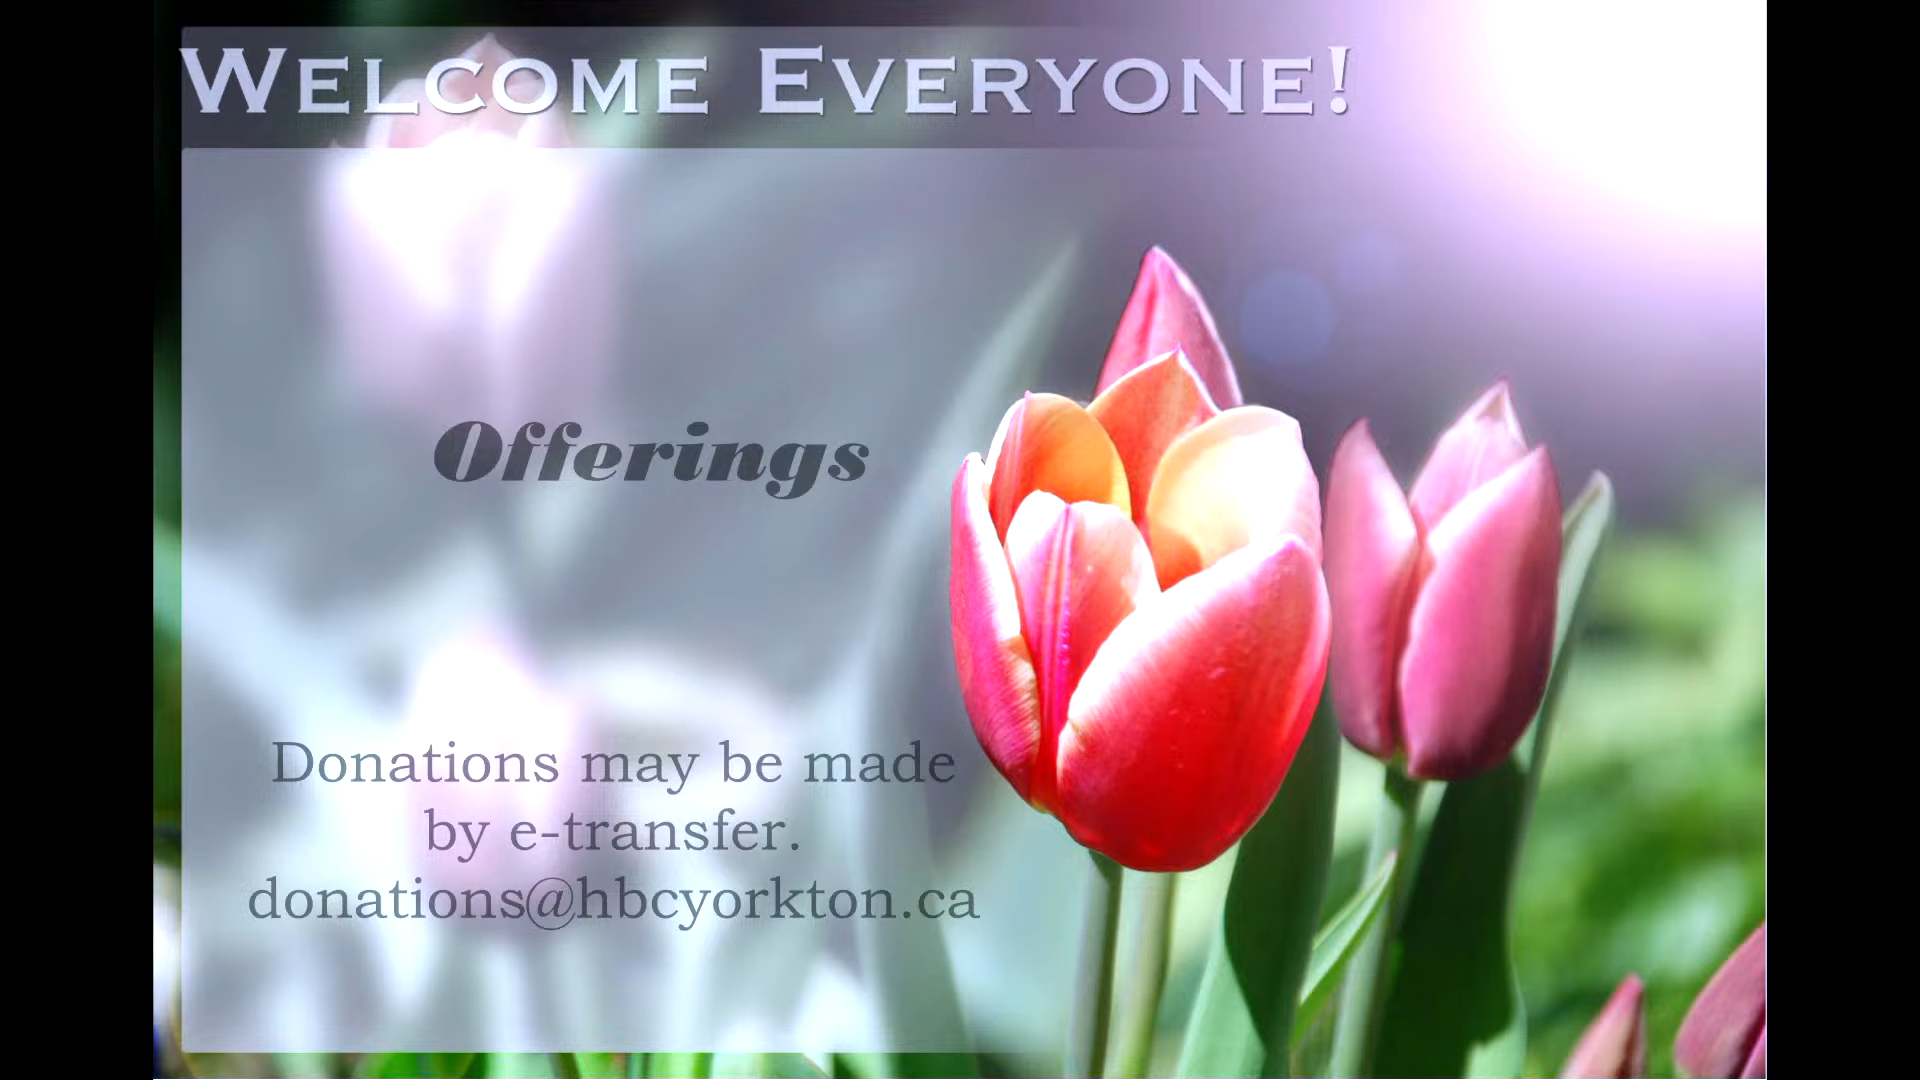 Welcome Everyone!
Offerings
Donations may be made
by e-transfer.
donations@hbcyorkton.ca